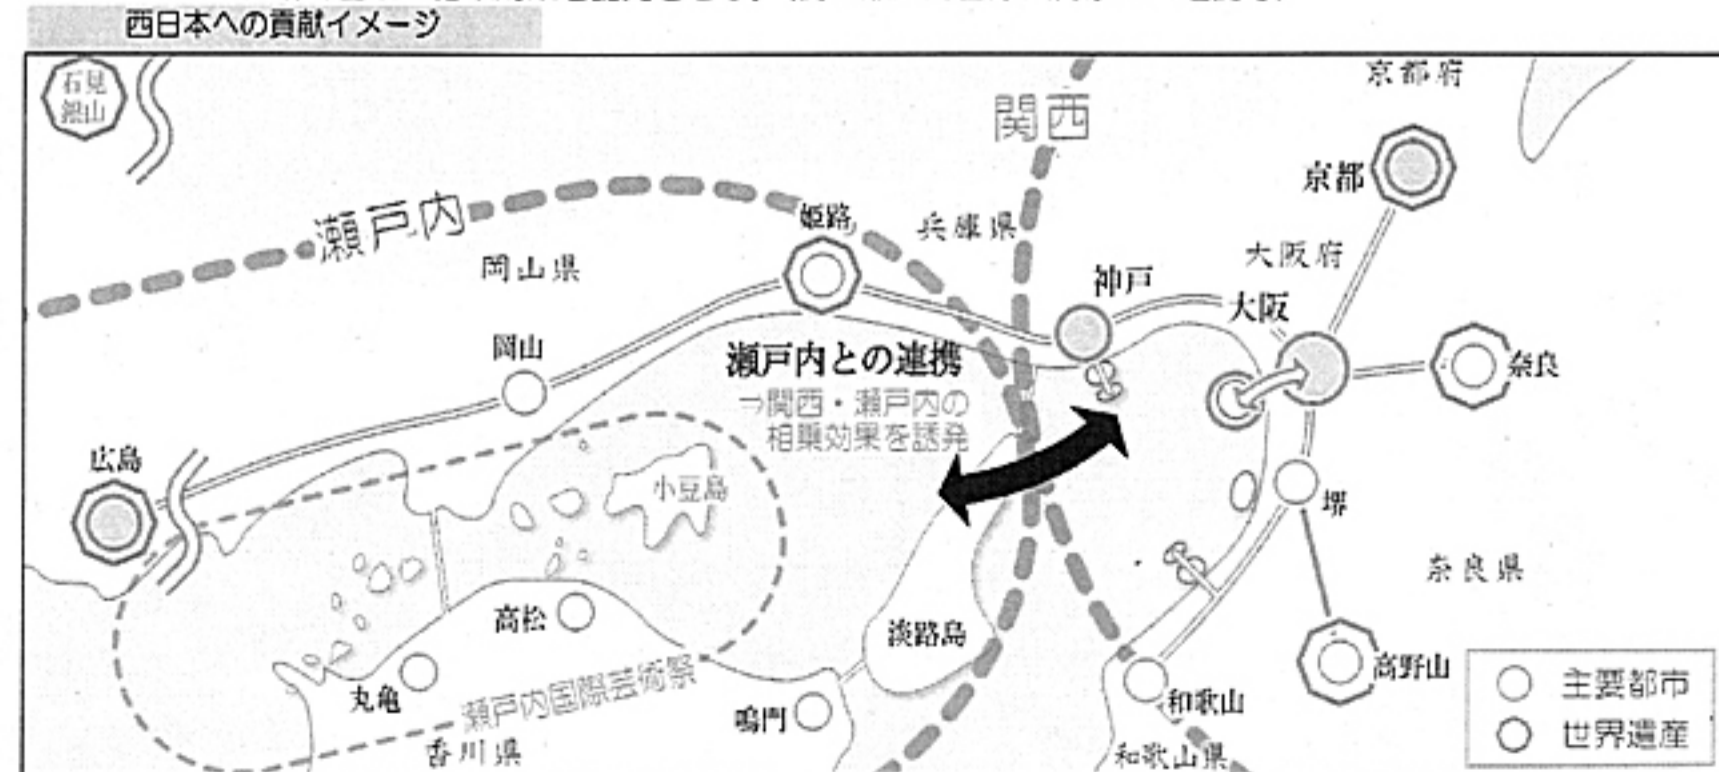 西日本への貢献イメージ
石見
銀山
京都府
関西
京都
瀬戸内
姫路
兵庫県
大阪府
岡山県
神戸
大阪
岡山
瀬戸内との連携
⇒関西・瀬戸内の
相乗効果を誘発
奈良
広島
小豆島
堺
奈良県
高松
淡路島
丸亀
瀬戸内国際芸術祭
鳴門
高野山
和歌山
香川県
和歌山県
主要都市
世界遺産